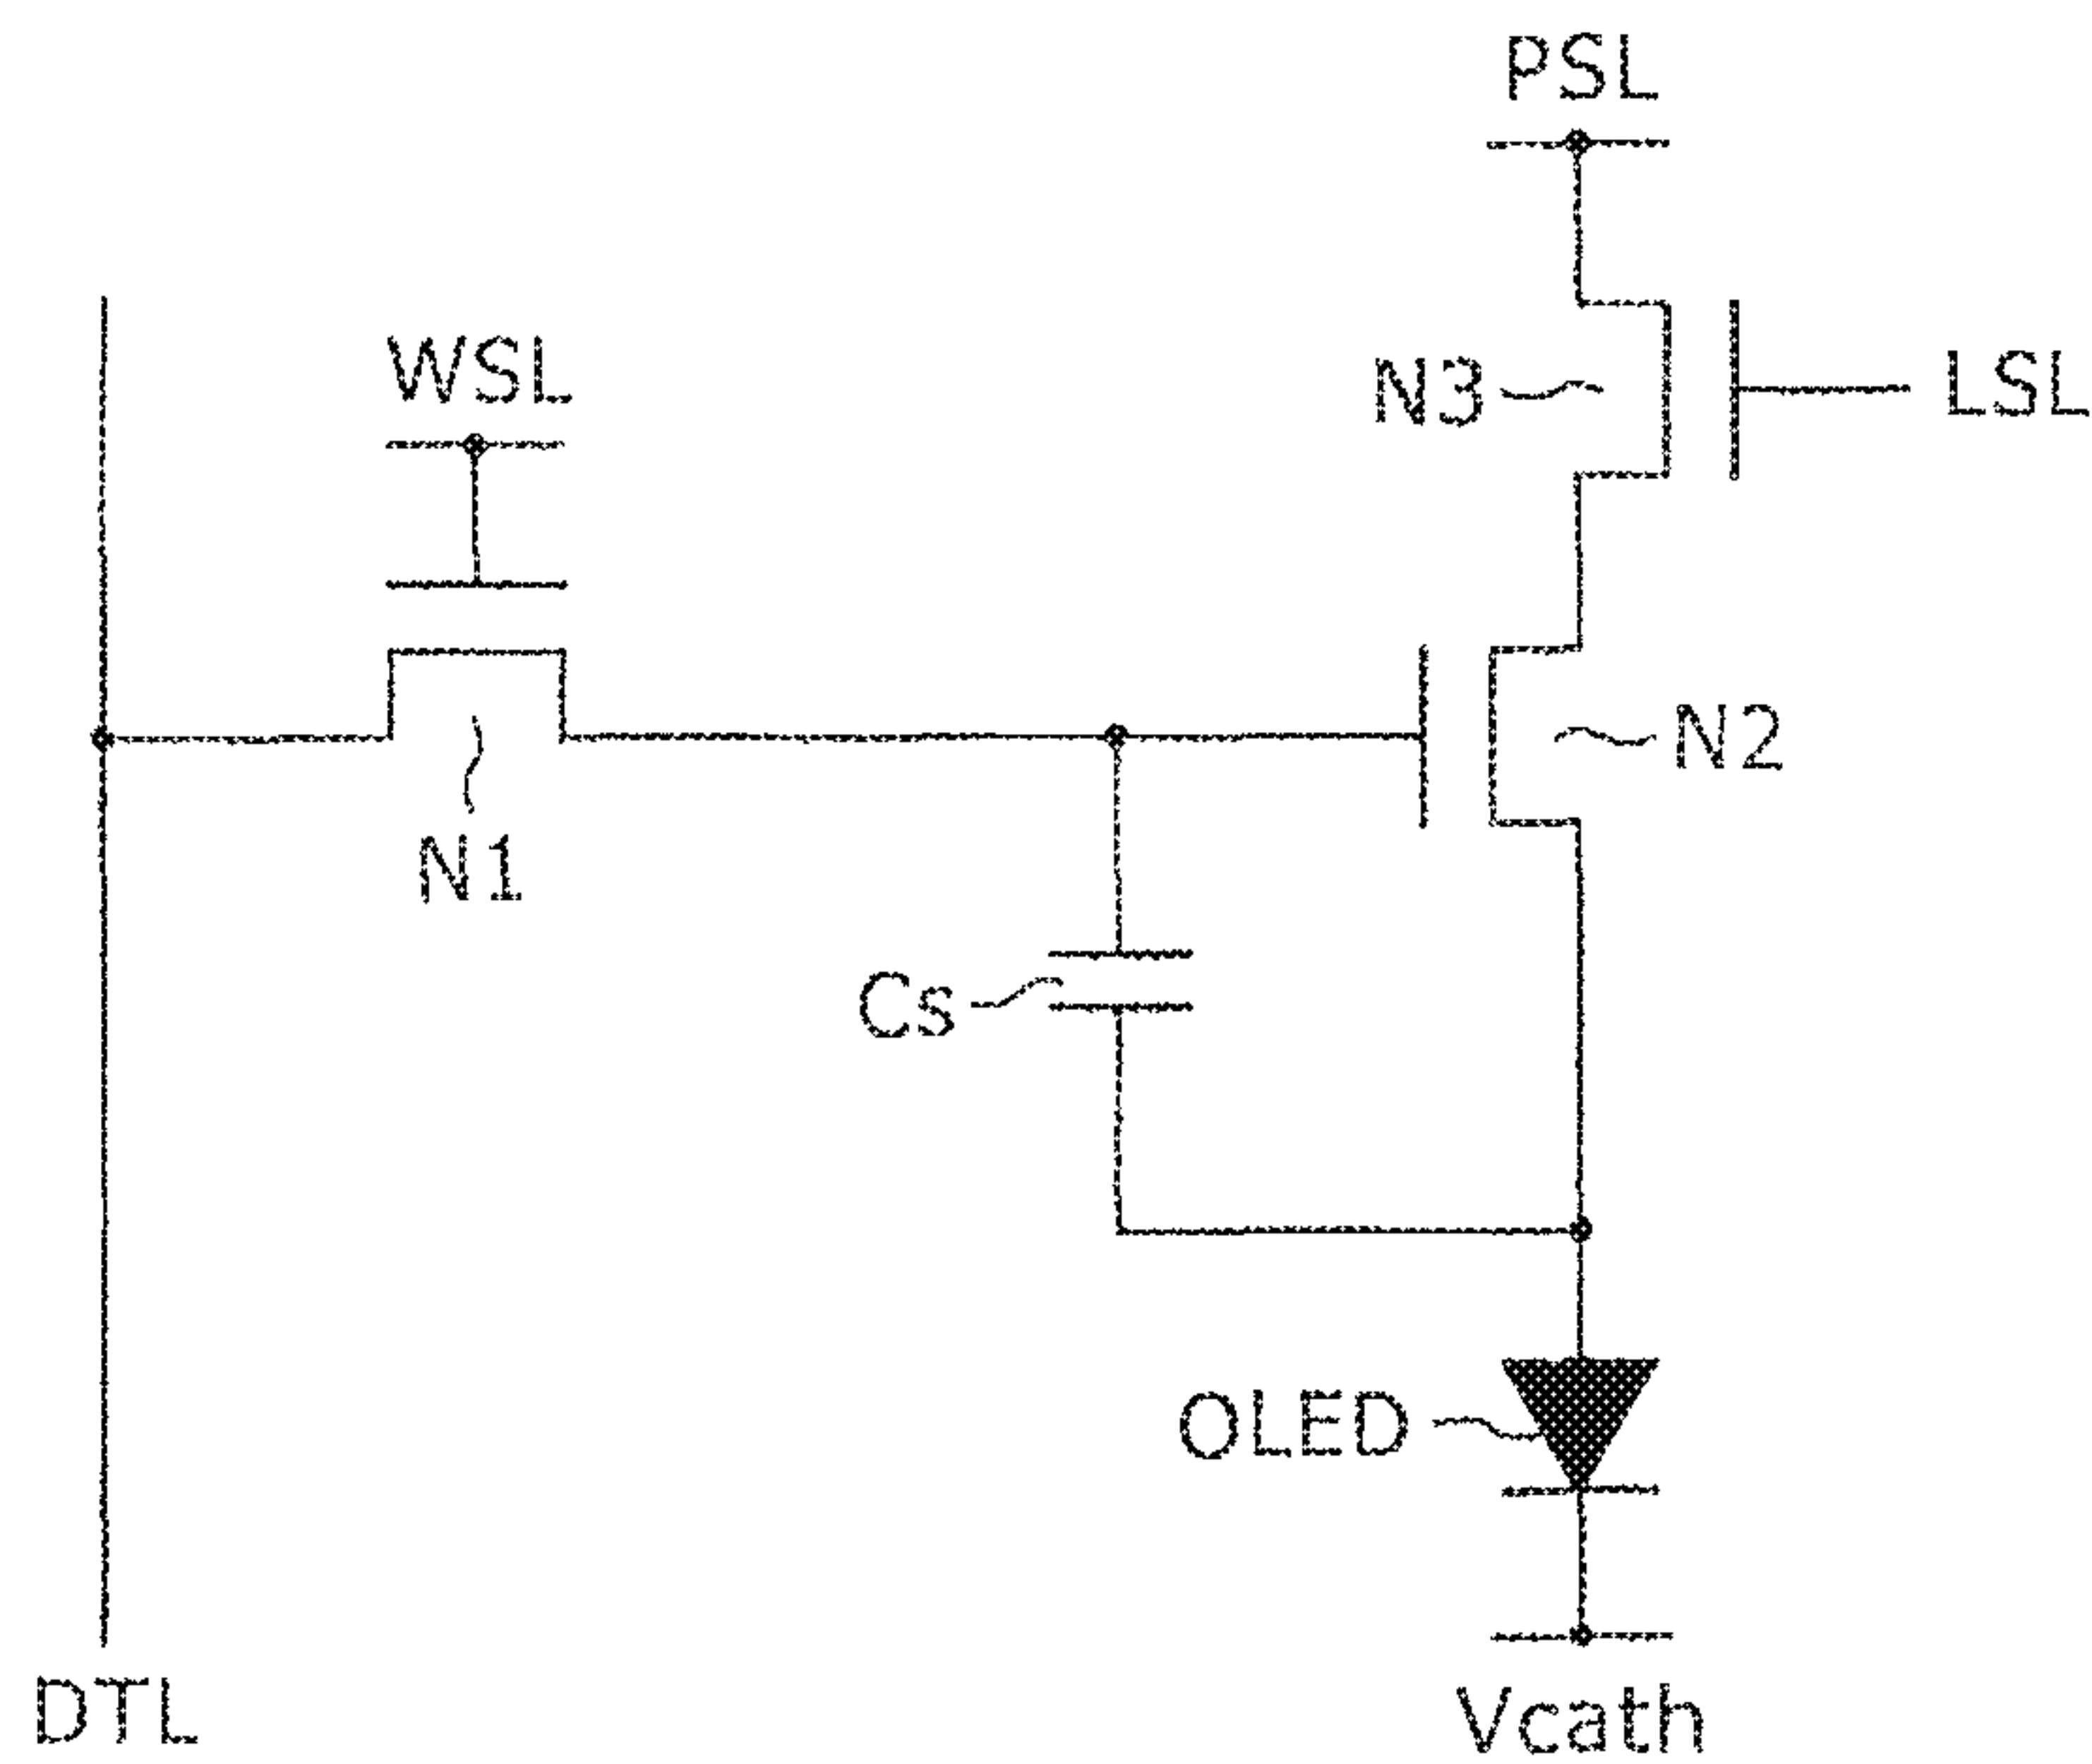 PSL
WSL
N3
LSL
N2
N1
Cs
OLED
DTL
Vcath